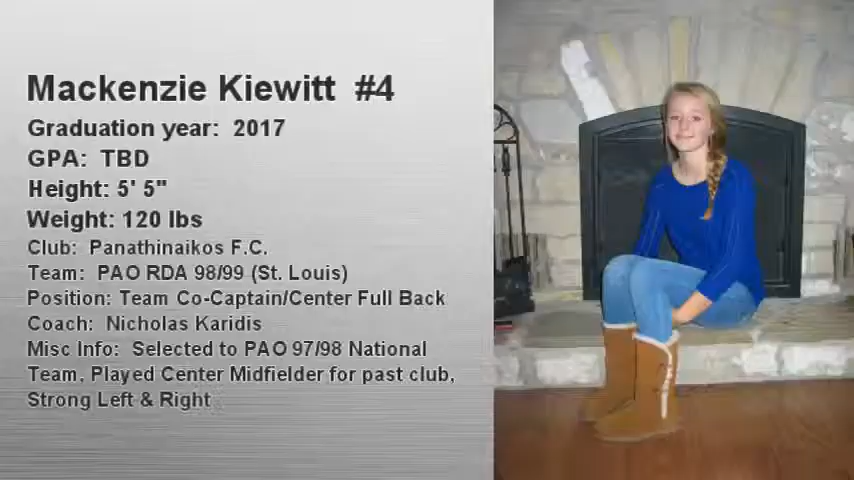 Mackenzie Kiewitt #4
Graduation year: 2017
GPA: TBD
Height: 5' 5"
Weight: 120 lbs
Club: Panathinaikos F.C.
Team: PAO RDA 98/99 (St. Louis)
Position: Team Co-Captain/Center Full Back
Coach: Nicholas Karidis
Misc Info: Selected to PAO 97/98 National
Team, Played Center Midfielder for past club,
Strong Left & Right